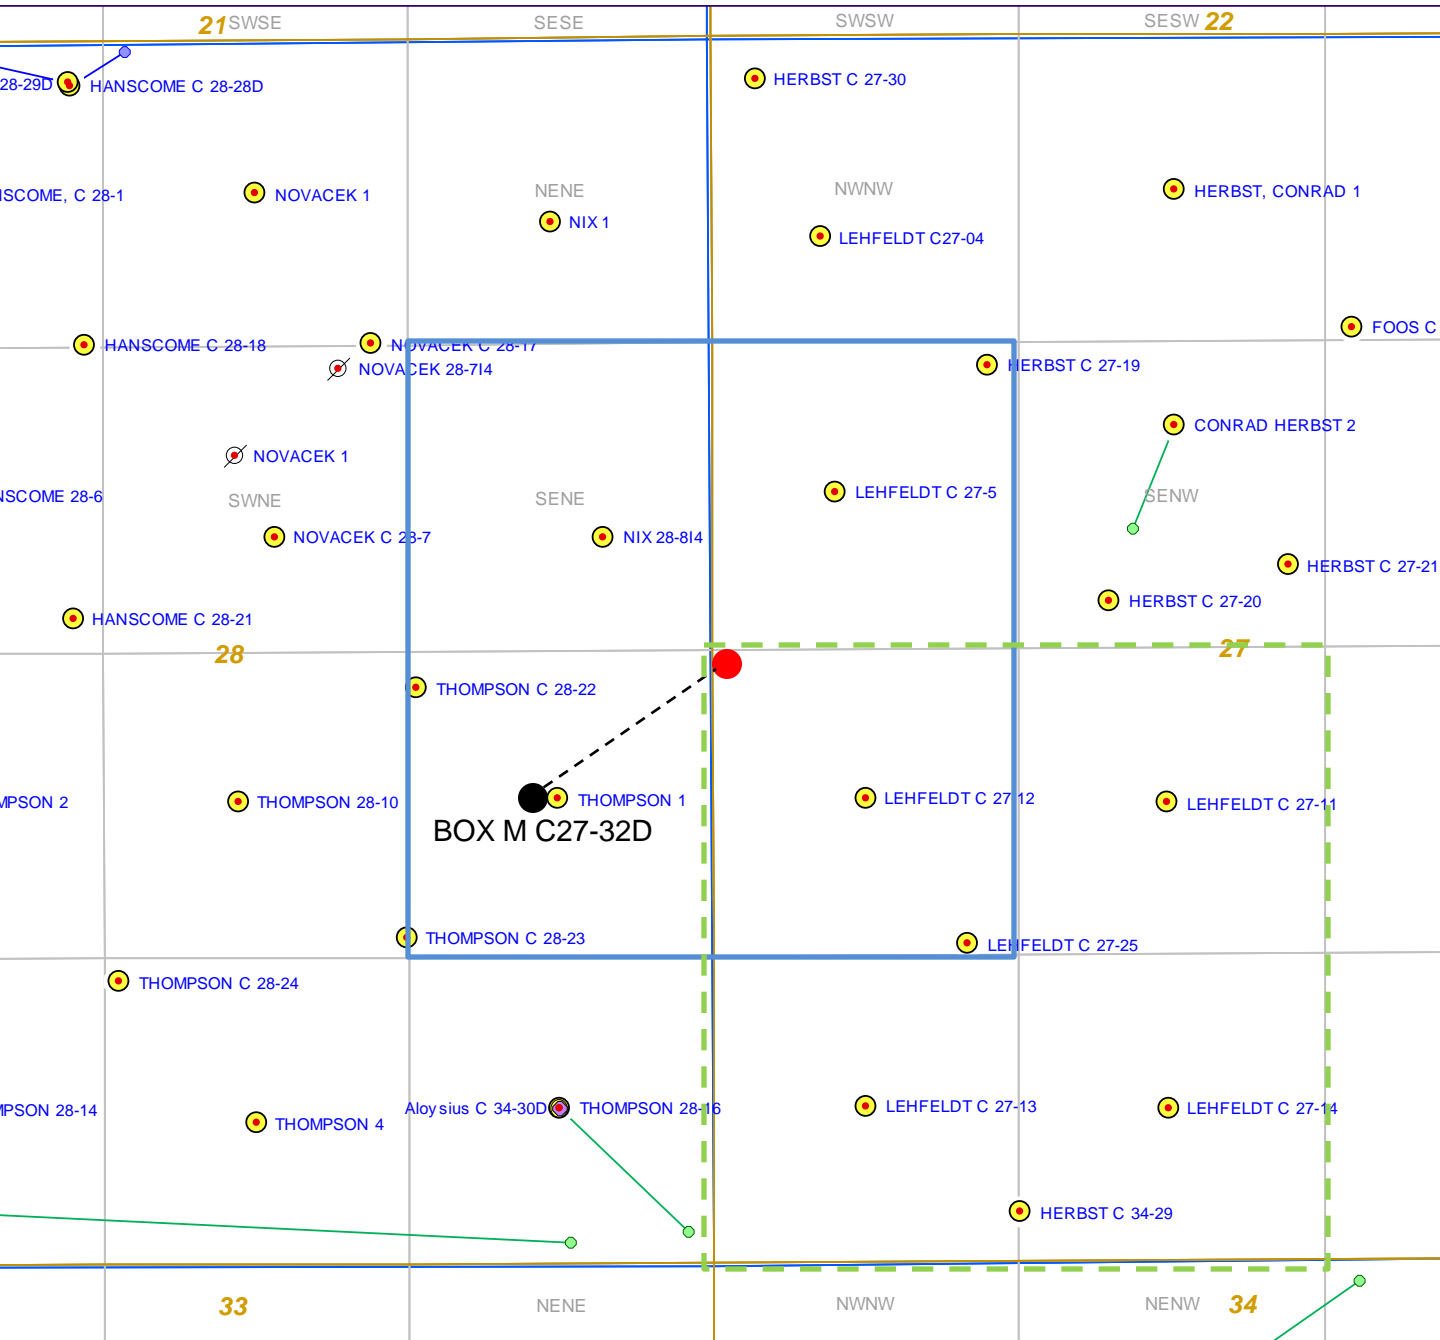 21 SWSE
SESE
SWSW
SESW 22
28-29D
HANSCOME C 28-28D
HERBST C 27-30
NSCOME, C 28-1
NOVACEK 1
NENE
NIX 1
NWNW
LEHFELDT C27-04
HERBST, CONRAD 1
FOOS C
HANSCOME C 28-18
NOVACEK C 28-17
NOVACEK 28-7I4
HERBST C 27-19
CONRAD HERBST 2
NOVACEK 1
NSCOME 28-6
SWNE
SENE
LEHFELDT C 27-5
SENW
NOVACEK C 28-7
NIX 28-8I4
HERBST C 27-21
HERBST C 27-20
HANSCOME C 28-21
28
27
THOMPSON C 28-22
MPSON 2
THOMPSON 28-10
THOMPSON 1
LEHFELDT C 27-12
LEHFELDT C 27-11
BOX M C27-32D
THOMPSON C 28-23
LEHFELDT C 27-25
THOMPSON C 28-24
MPSON 28-14
THOMPSON 4
Aloysius C 34-30D
THOMPSON 28-16
LEHFELDT C 27-13
LEHFELDT C 27-14
HERBST C 34-29
33
NENE
NWNW
NENW 34